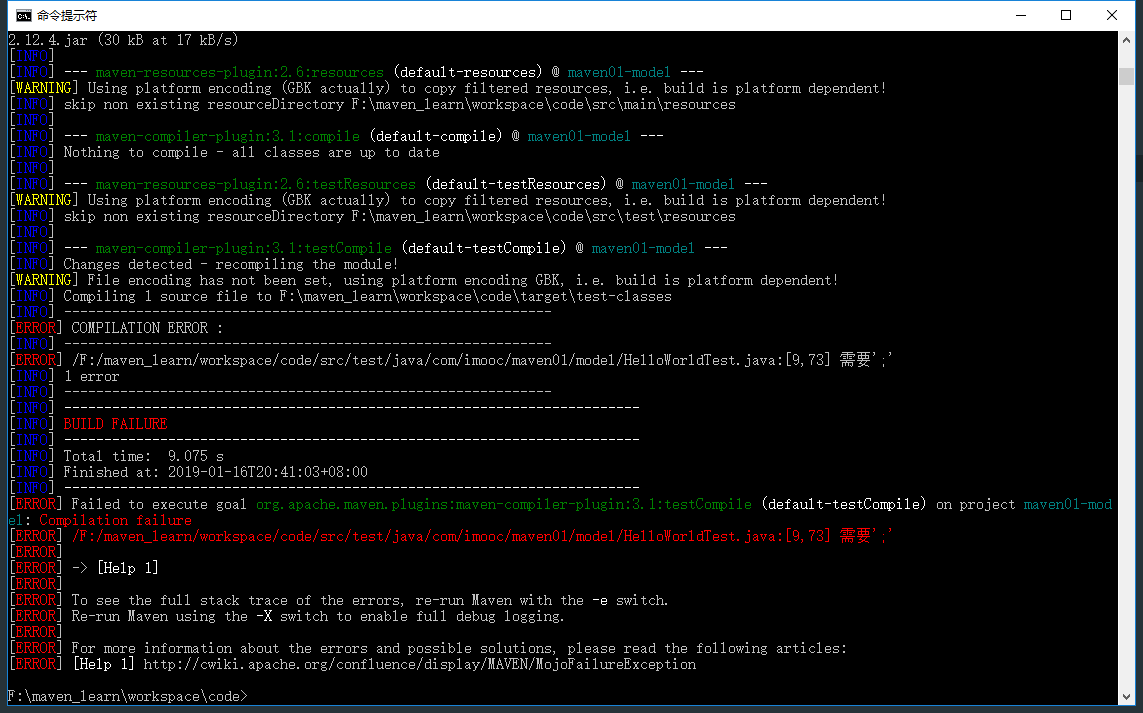 命令提示符
2.12.4.jar (30 kB at 17 kB/s)
[INFO]
[INFO] --- maven-resources-plugin:2.6:resources (default-resources) @ maven01-model ---
[WARNING] Using platform encoding (GBK actually) to copy filtered resources, i.e. build is platform dependent!
[INFO] skip non existing resourceDirectory F:\maven_learn\workspace\code\src\main\resources
[INFO]
[INFO] --- maven-compiler-plugin:3.1:compile (default-compile) @ maven01-model ---
[INFO] Nothing to compile - all classes are up to date
[INFO]
[INFO] --- maven-resources-plugin:2.6:testResources (default-testResources) @ maven01-model ---
[WARNING] Using platform encoding (GBK actually) to copy filtered resources, i.e. build is platform dependent!
[INFO] skip non existing resourceDirectory F:\maven_learn\workspace\code\src\test\resources
[INFO]
[INFO] --- maven-compiler-plugin:3.1:testCompile (default-testCompile) @ maven01-model ---
[INFO] Changes detected - recompiling the module!
[WARNING] File encoding has not been set, using platform encoding GBK, i.e. build is platform dependent!
[INFO] Compiling 1 source file to F:\maven_learn\workspace\code\target\test-classes
[INFO] -------------------------------------------------------------
[ERROR] COMPILATION ERROR :
[INFO] -------------------------------------------------------------
[ERROR] /F:/maven_learn/workspace/code/src/test/java/com/imooc/maven01/model/HelloWorldTest.java:[9,73] 需要';'
[INFO] 1 error
[INFO] -------------------------------------------------------------
[INFO] ------------------------------------------------------------------------
[INFO] BUILD FAILURE
[INFO] ------------------------------------------------------------------------
[INFO] Total time:  9.075 s
[INFO] Finished at: 2019-01-16T20:41:03+08:00
[INFO] ------------------------------------------------------------------------
[ERROR] Failed to execute goal org.apache.maven.plugins:maven-compiler-plugin:3.1:testCompile (default-testCompile) on project maven01-mod
el: Compilation failure
[ERROR] /F:/maven_learn/workspace/code/src/test/java/com/imooc/maven01/model/HelloWorldTest.java:[9,73] 需要';'
[ERROR]
[ERROR] -> [Help 1]
[ERROR]
[ERROR] To see the full stack trace of the errors, re-run Maven with the -e switch.
[ERROR] Re-run Maven using the -X switch to enable full debug logging.
[ERROR]
[ERROR] For more information about the errors and possible solutions, please read the following articles:
[ERROR] [Help 1] http://cwiki.apache.org/confluence/display/MAVEN/MojoFailureException
F:\maven_learn\workspace\code>